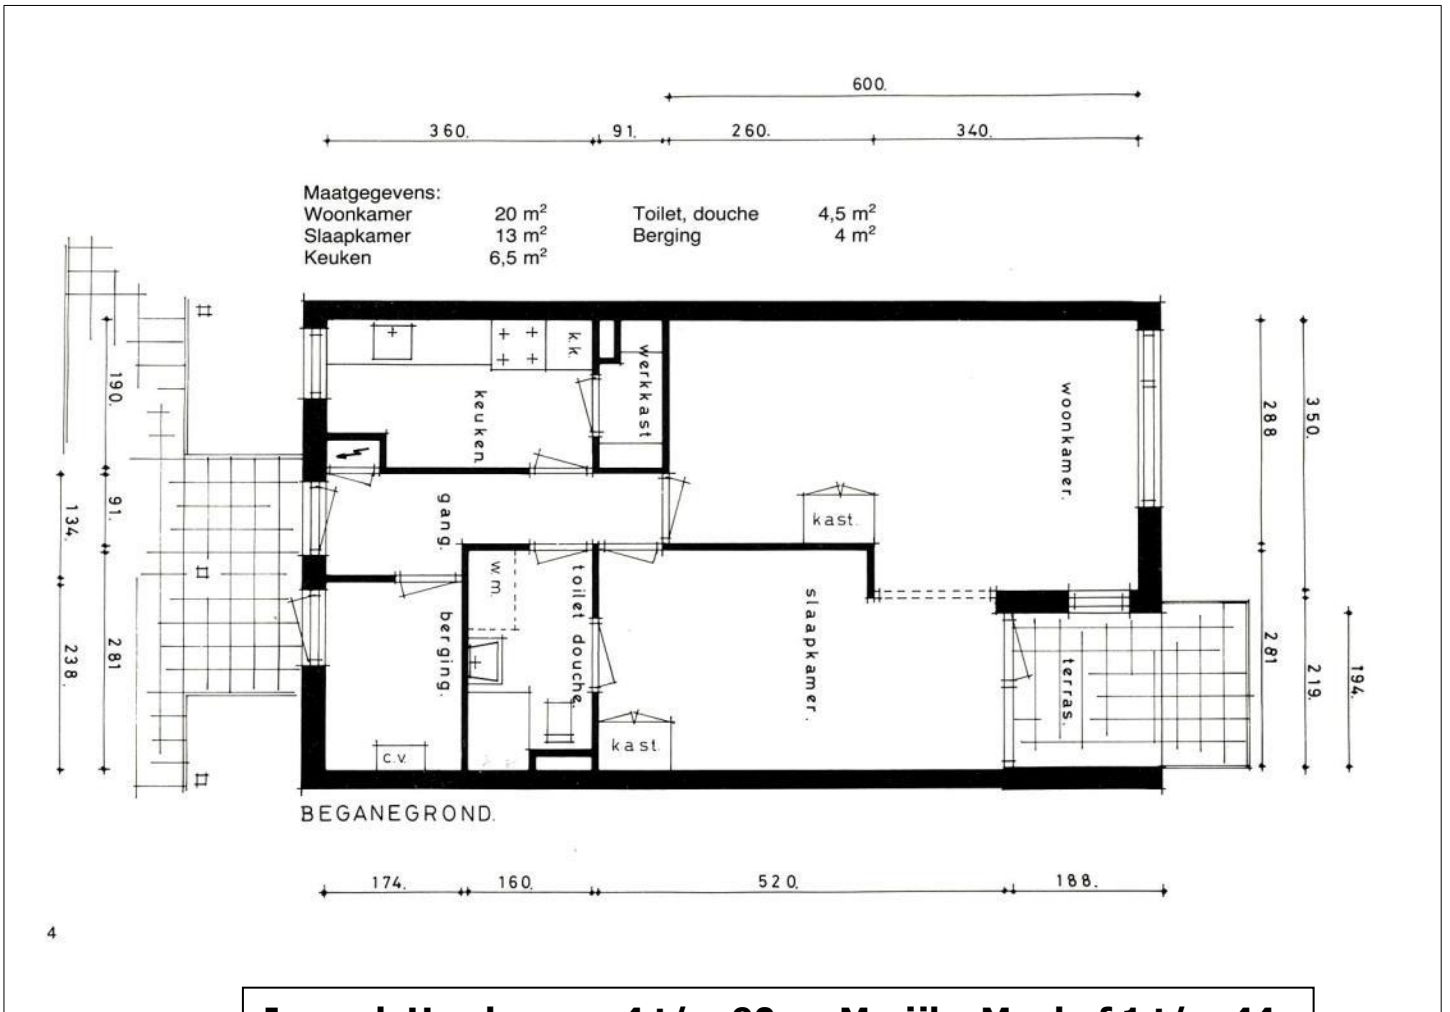 600.
360. 91. 260. 340.
Maatgegevens:
Woonkamer 20 m² Toilet, douche 4,5 m²
Slaapkamer 13 m² Berging 4 m²
Keuken 6,5 m²
k.k.
werkkast
keuken.
woonkamer.
190.
288
350.
gang.
kast.
91.
134.
w.m.
toilet douche.
berging.
slaapkamer.
terras.
281
238.
281
219.
194.
kast.
c.v.
BEGANEGROND.
174. 160. 520. 188.
4